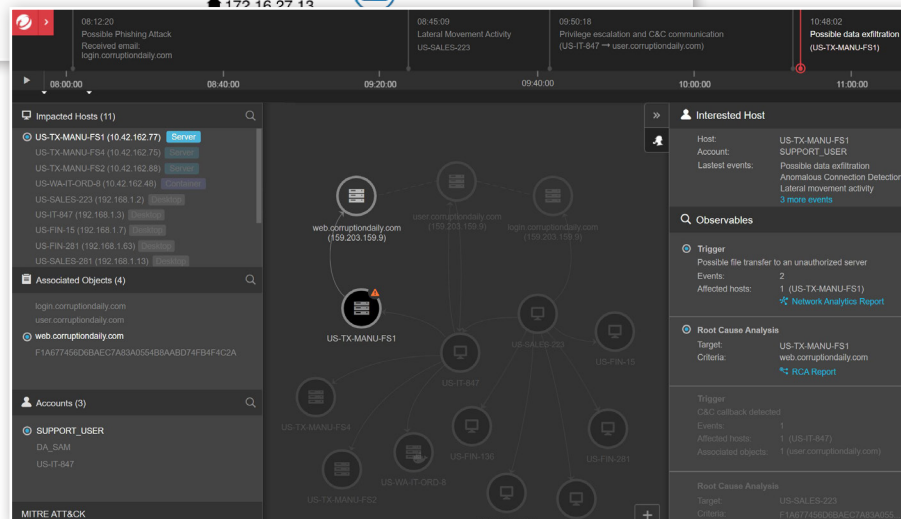 172.16.27.13
08:12:20
Possible Phishing Attack
Received email:
login.corruptiondaily.com
08:45:09
Lateral Movement Activity
US-SALES-223
09:50:18
Privilege escalation and C&C communication
(US-IT-847 → user.corruptiondaily.com)
10:48:02
Possible data exfiltration
(US-TX-MANU-FS1)
08:00:00
08:40:00
09:20:00
09:40:00
10:00:00
11:00:00
Impacted Hosts (11)
US-TX-MANU-FS1 (10.42.162.77) Server
US-TX-MANU-FS4 (10.42.162.75) Server
US-TX-MANU-FS2 (10.42.162.88) Server
US-WA-IT-ORD-8 (10.42.162.48) Container
US-SALES-223 (192.168.1.2) Desktop
US-IT-847 (192.168.1.3) Desktop
US-FIN-15 (192.168.1.7) Desktop
US-FIN-281 (192.168.1.63) Desktop
US-SALES-281 (192.168.1.13) Desktop
Associated Objects (4)
login.corruptiondaily.com
user.corruptiondaily.com
web.corruptiondaily.com
F1A677456D6BAEC7A83A0554B8AABD74FB4F4C2A
Accounts (3)
SUPPORT_USER
DA_SAM
US-IT-847
MITRE ATT&CK
web.corruptiondaily.com
(159.203.159.9)
user.corruptiondaily.com
(159.203.159.9)
login.corruptiondaily.com
(159.203.159.9)
US-TX-MANU-FS1
US-IT-847
US-SALES-223
US-FIN-15
US-TX-MANU-FS4
US-FIN-136
US-FIN-281
US-WA-IT-ORD-8
US-TX-MANU-FS2
Interested Host
Host: US-TX-MANU-FS1
Account: SUPPORT_USER
Lastest events: Possible data exfiltration
Anomalous Connection Detection
Lateral movement activity
3 more events
Observables
Trigger
Possible file transfer to an unauthorized server
Events: 2
Affected hosts: 1 (US-TX-MANU-FS1)
Network Analytics Report
Root Cause Analysis
Target: US-TX-MANU-FS1
Criteria: web.corruptiondaily.com
RCA Report
Trigger
C&C callback detected
Events: 1
Affected hosts: 1 (US-IT-847)
Associated objects: 1 (user.corruptiondaily.com)
Root Cause Analysis
Target: US-SALES-223
Criteria: F1A677456D6BAEC7A83A055